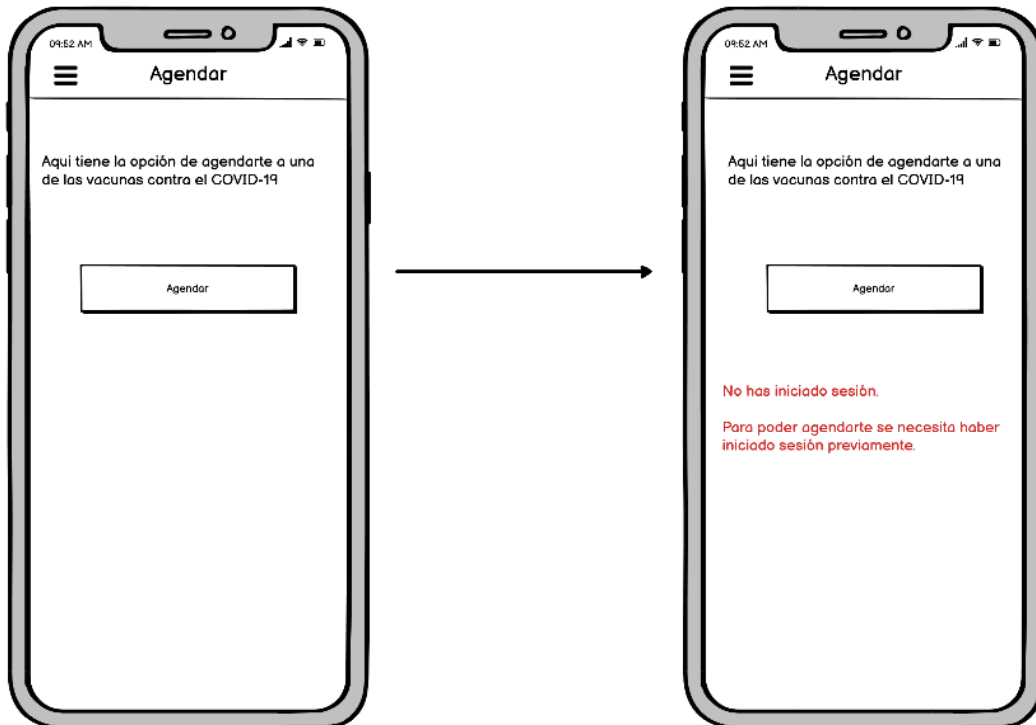 09:52 AM
Agendar
Aqui tiene la opción de agendarte a una
de las vacunas contra el COVID-19
Agendar
09:52 AM
Agendar
Aqui tiene la opción de agendarte a una
de las vacunas contra el COVID-19
Agendar
No has iniciado sesión.
Para poder agendarte se necesita haber
iniciado sesión previamente.